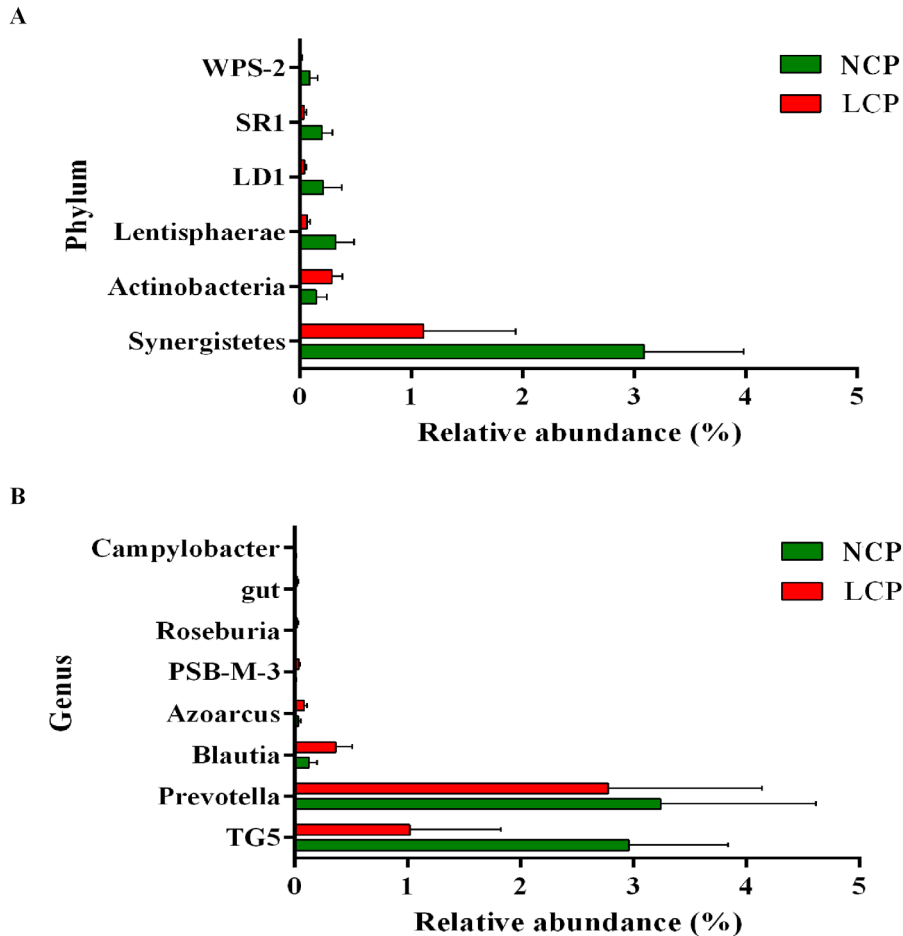 A
WPS-2
SR1
LD1
Lentisphaerae
Actinobacteria
Synergistetes
Phylum
NCP
LCP
0 1 2 3 4 5
Relative abundance (%)
B
Campylobacter
gut
Roseburia
PSB-M-3
Azoarcus
Blautia
Prevotella
TG5
Genus
NCP
LCP
0 1 2 3 4 5
Relative abundance (%)